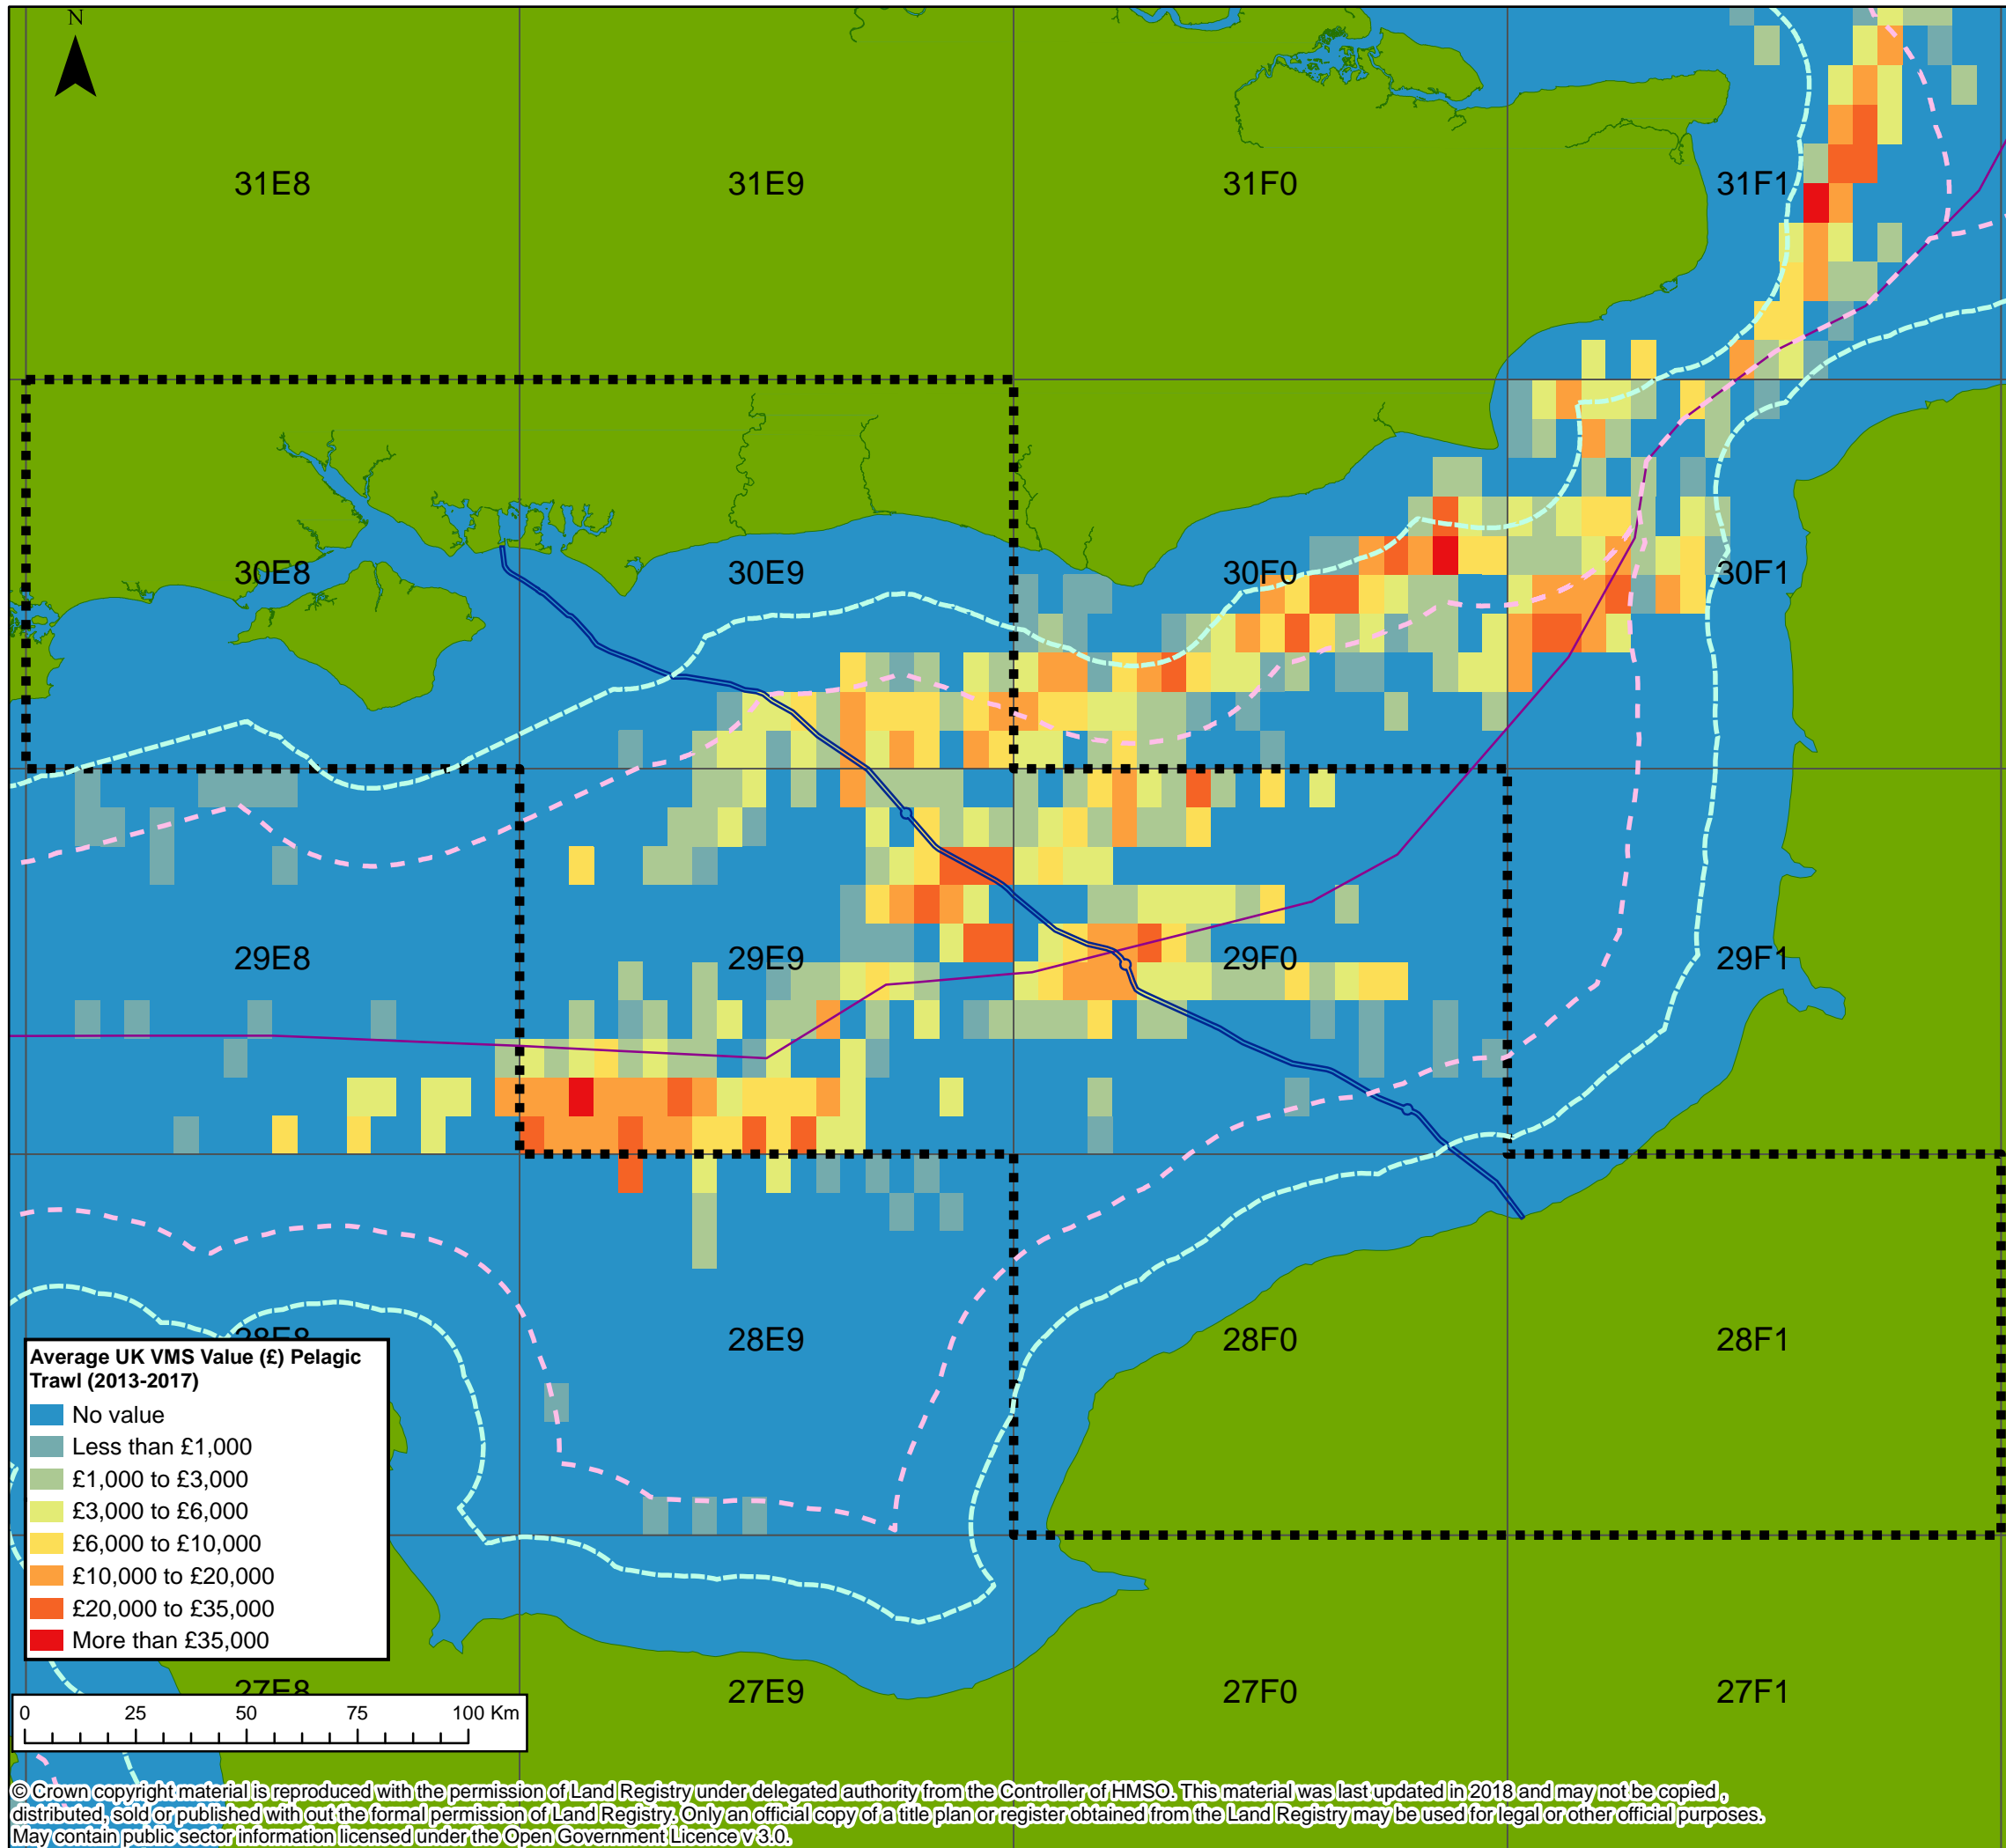 N
31E8
31E9
31F0
31F1
30E8
30E9
30F0
30F1
29E8
29E9
29F0
29F1
28E8
28E9
28F0
28F1
Average UK VMS Value (£) Pelagic
Trawl (2013-2017)
No value
Less than £1,000
£1,000 to £3,000
£3,000 to £6,000
£6,000 to £10,000
£10,000 to £20,000
£20,000 to £35,000
More than £35,000
27E8
27E9
27F0
27F1
0 25 50 75 100 Km
© Crown copyright material is reproduced with the permission of Land Registry under delegated authority from the Controller of HMSO. This material was last updated in 2018 and may not be copied ,
distributed, sold or published with out the formal permission of Land Registry. Only an official copy of a title plan or register obtained from the Land Registry may be used for legal or other official purposes.
May contain public sector information licensed under the Open Government Licence v 3.0.